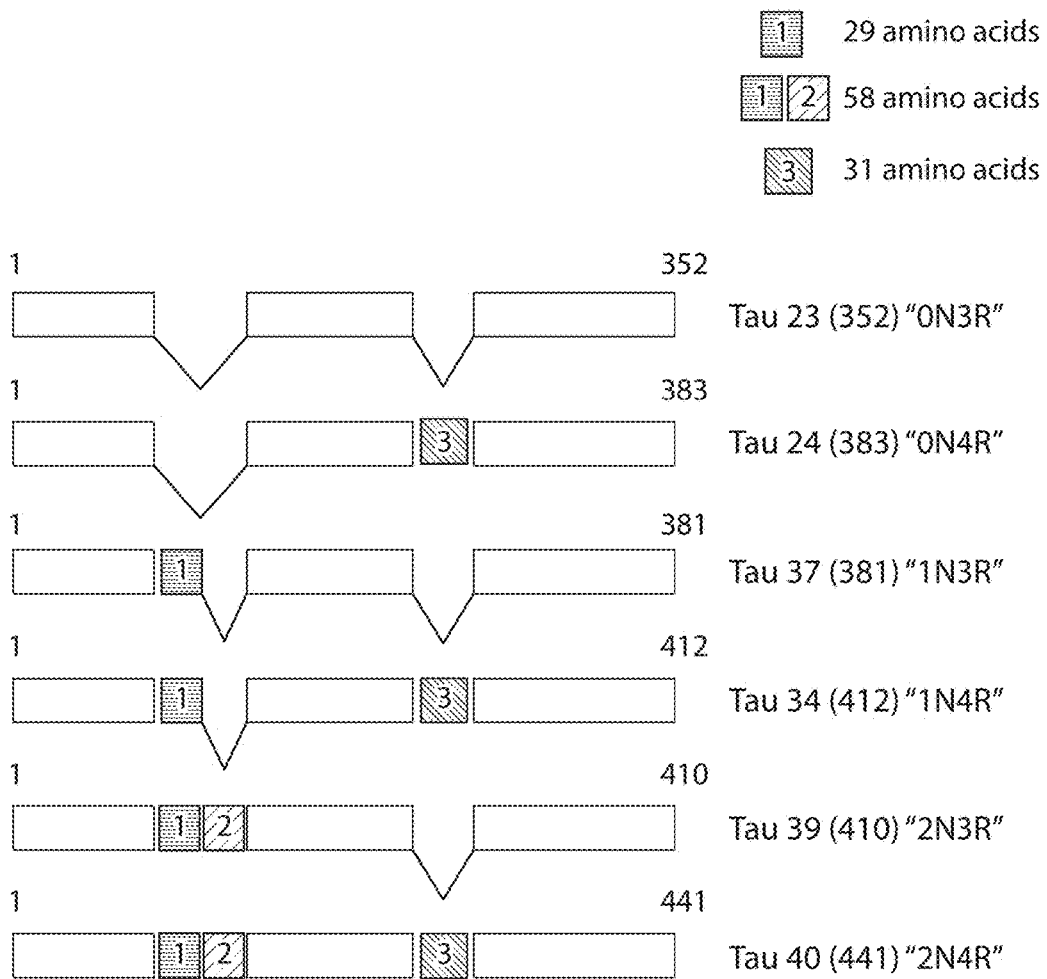 1 29 amino acids
1 2 58 amino acids
3 31 amino acids
1 352
Tau 23 (352) “0N3R”
1 383
3 Tau 24 (383) “0N4R”
1 381
1 Tau 37 (381) “1N3R”
1 412
1 3 Tau 34 (412) “1N4R”
1 410
1 2 Tau 39 (410) “2N3R”
1 441
1 2 3 Tau 40 (441) “2N4R”